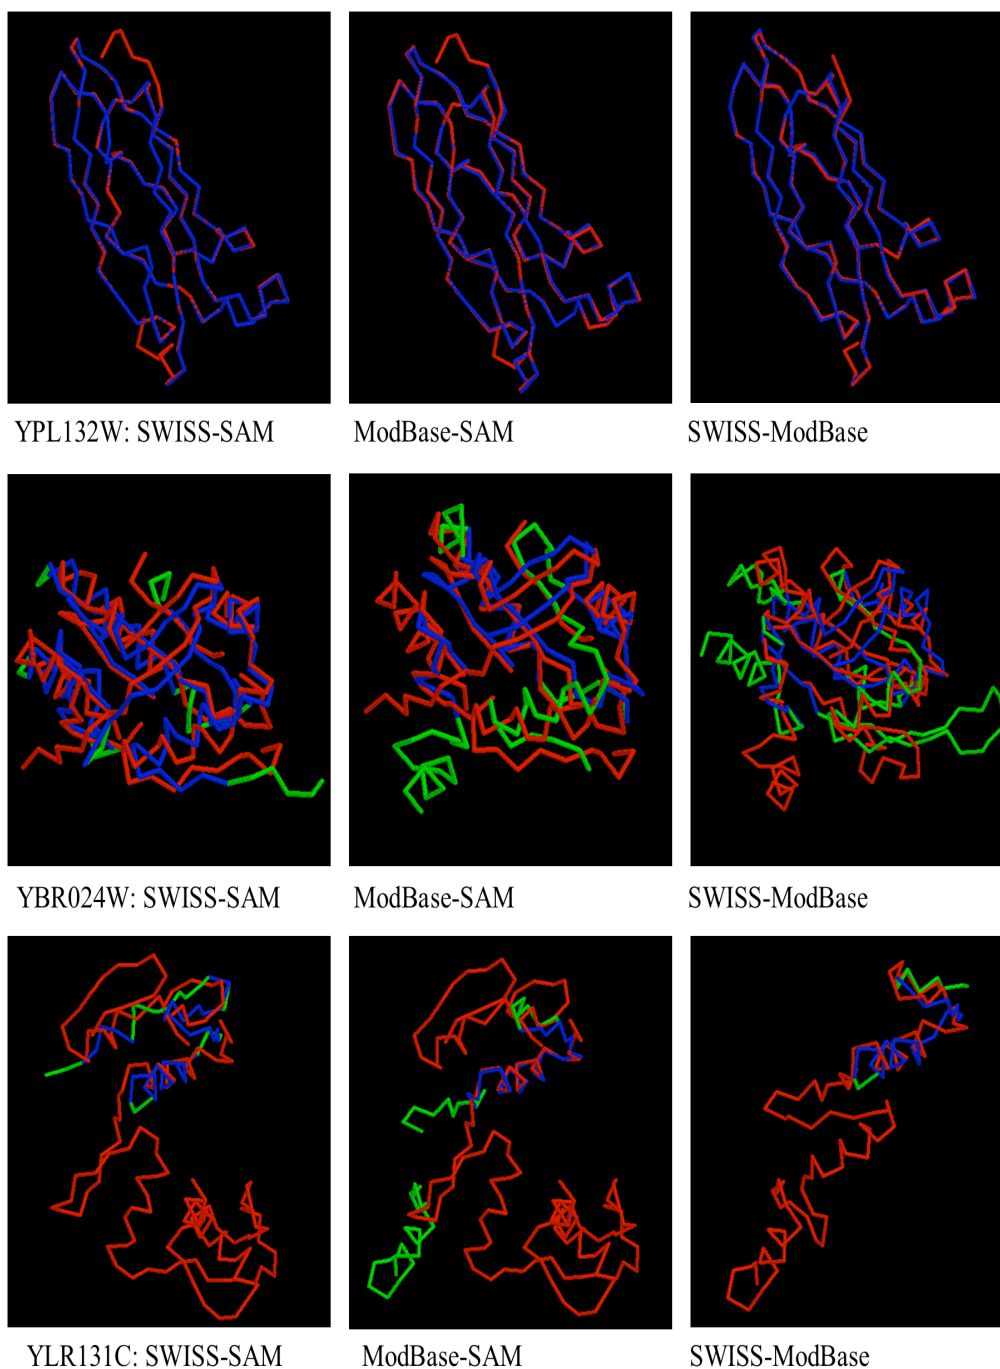 YPL132W: SWISS-SAM ModBase-SAM SWISS-ModBase
YBR024W: SWISS-SAM ModBase-SAM SWISS-ModBase
YLR131C: SWISS-SAM ModBase-SAM SWISS-ModBase